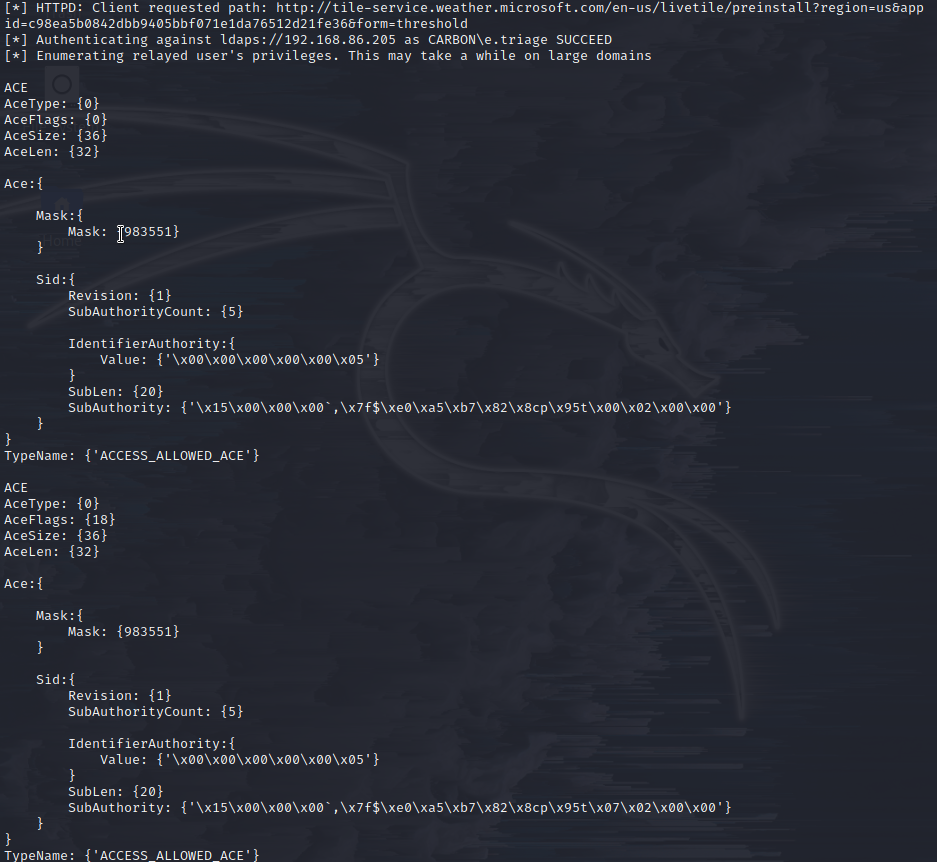 [*] HTTPD: Client requested path: http://tile-service.weather.microsoft.com/en-us/livetile/preinstall?region=us&app
id=c98ea5b0842dbb9405bbf071e1da76512d21fe36&form=threshold
[*] Authenticating against ldaps://192.168.86.205 as CARBON\e.triage SUCCEED
[*] Enumerating relayed user's privileges. This may take a while on large domains
ACE
AceType: {0}
AceFlags: {0}
AceSize: {36}
AceLen: {32}
Ace:{
Mask:{
Mask: {983551}
}
Sid:{
Revision: {1}
SubAuthorityCount: {5}
IdentifierAuthority:{
Value: {'\x00\x00\x00\x00\x00\x05'}
}
SubLen: {20}
SubAuthority: {'\x15\x00\x00\x00`,\x7f$\xe0\xa5\xb7\x82\x8cp\x95t\x00\x02\x00\x00'}
}
}
TypeName: {'ACCESS_ALLOWED_ACE'}
ACE
AceType: {0}
AceFlags: {18}
AceSize: {36}
AceLen: {32}
Ace:{
Mask:{
Mask: {983551}
}
Sid:{
Revision: {1}
SubAuthorityCount: {5}
IdentifierAuthority:{
Value: {'\x00\x00\x00\x00\x00\x05'}
}
SubLen: {20}
SubAuthority: {'\x15\x00\x00\x00`,\x7f$\xe0\xa5\xb7\x82\x8cp\x95t\x07\x02\x00\x00'}
}
}
TypeName: {'ACCESS_ALLOWED_ACE'}